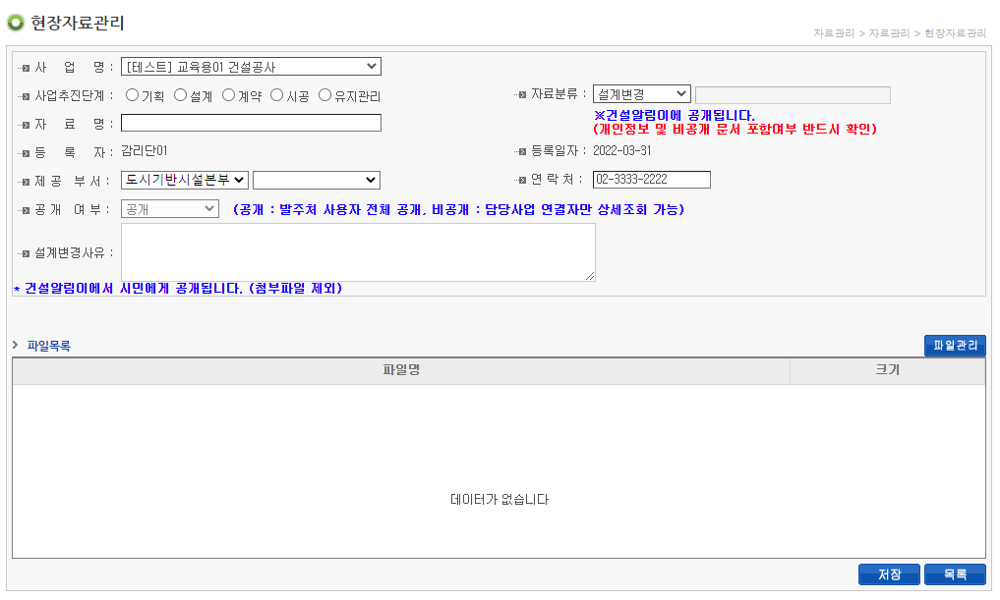 현장자료관리
자료관리 > 자료관리 > 현장자료관리
사 업 명 : [테스트] 교육용01 건설공사
사업추진단계 : 기획 설계 계약 시공 유지관리
자료분류 : 설계변경
※건설알림이에 공개됩니다.
(개인정보 및 비공개 문서 포함여부 반드시 확인)
자 료 명 :
등 록 자 : 감리단01
등록일자 : 2022-03-31
제공 부서 : 도시기반시설본부
연 락 처 : 02-3333-2222
공개 여부 : 공개 (공개 : 발주처 사용자 전체 공개, 비공개 : 담당사업 연결자만 상세조회 가능)
설계변경사유 :
* 건설알림이에서 시민에게 공개됩니다. (첨부파일 제외)
파일목록
파일관리
파일명 크기
데이터가 없습니다
저장 목록